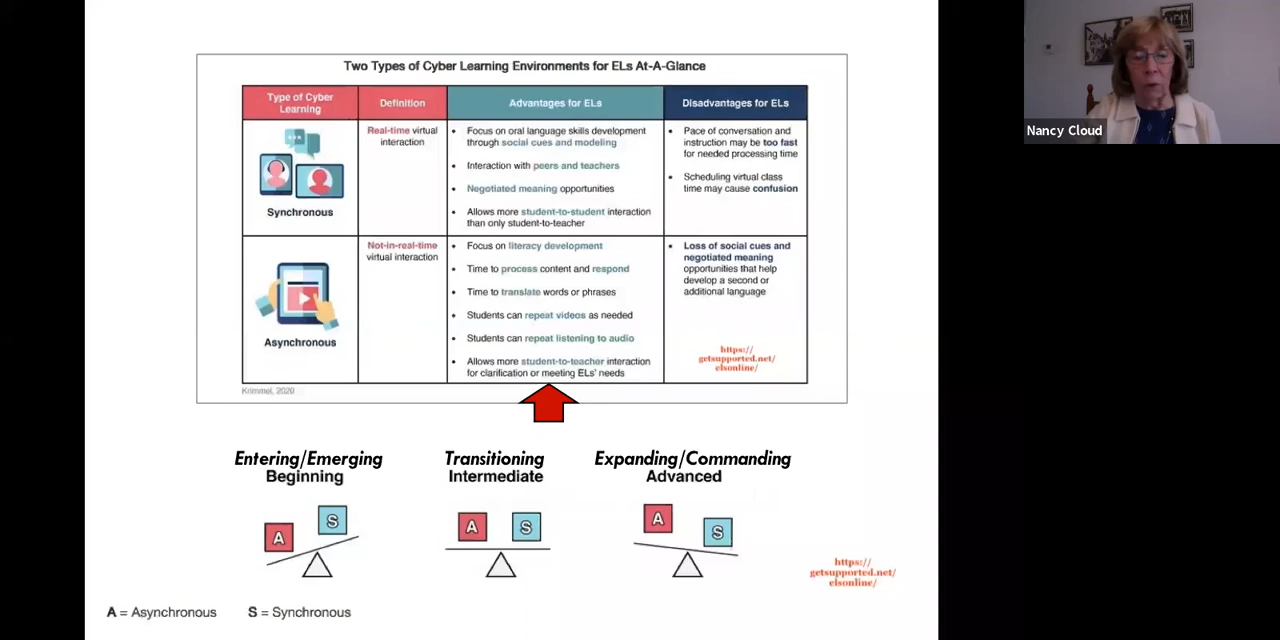 Two Types of Cyber Learning Environments for ELs At-A-Glance
Type of Cyber
Learning
Definition
Advantages for ELs
Disadvantages for ELs
Synchronous
Real-time virtual
interaction
• Focus on oral language skills development
through social cues and modeling
• Interaction with peers and teachers
• Negotiated meaning opportunities
• Allows more student-to-student interaction
than only student-to-teacher
• Pace of conversation and
instruction may be too fast
for needed processing time
• Scheduling virtual class
time may cause confusion
Asynchronous
Not-in-real-time
virtual interaction
• Focus on literacy development
• Time to process content and respond
• Time to translate words or phrases
• Students can repeat videos as needed
• Students can repeat listening to audio
• Allows more student-to-teacher interaction
for clarification or meeting ELs' needs
• Loss of social cues and
negotiated meaning
opportunities that help
develop a second or
additional language
https://
getsupported.net/
elsonline/
Krimmel, 2020
Entering/Emerging
Beginning
A
S
Transitioning
Intermediate
A
S
Expanding/Commanding
Advanced
A
S
https://
getsupported.net/
elsonline/
A = Asynchronous
S = Synchronous
Nancy Cloud